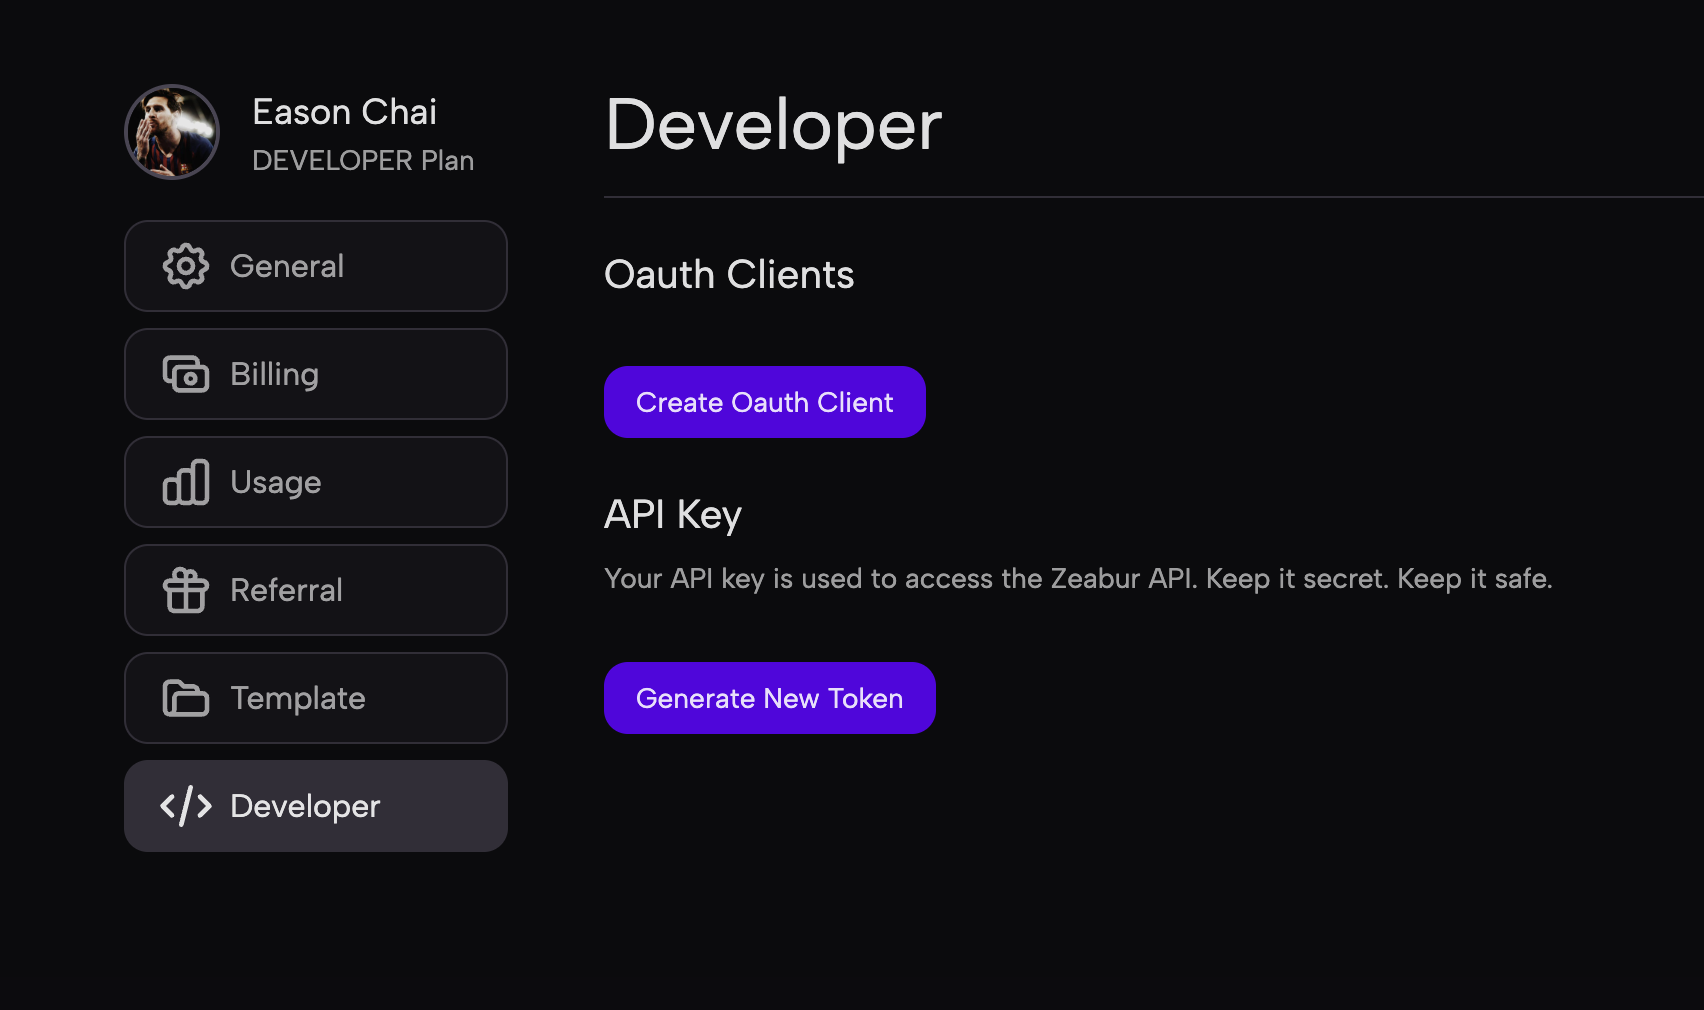 Eason Chai
DEVELOPER Plan
General
Billing
Usage
Referral
Template
Developer
Developer
Oauth Clients
Create Oauth Client
API Key
Your API key is used to access the Zeabur API. Keep it secret. Keep it safe.
Generate New Token